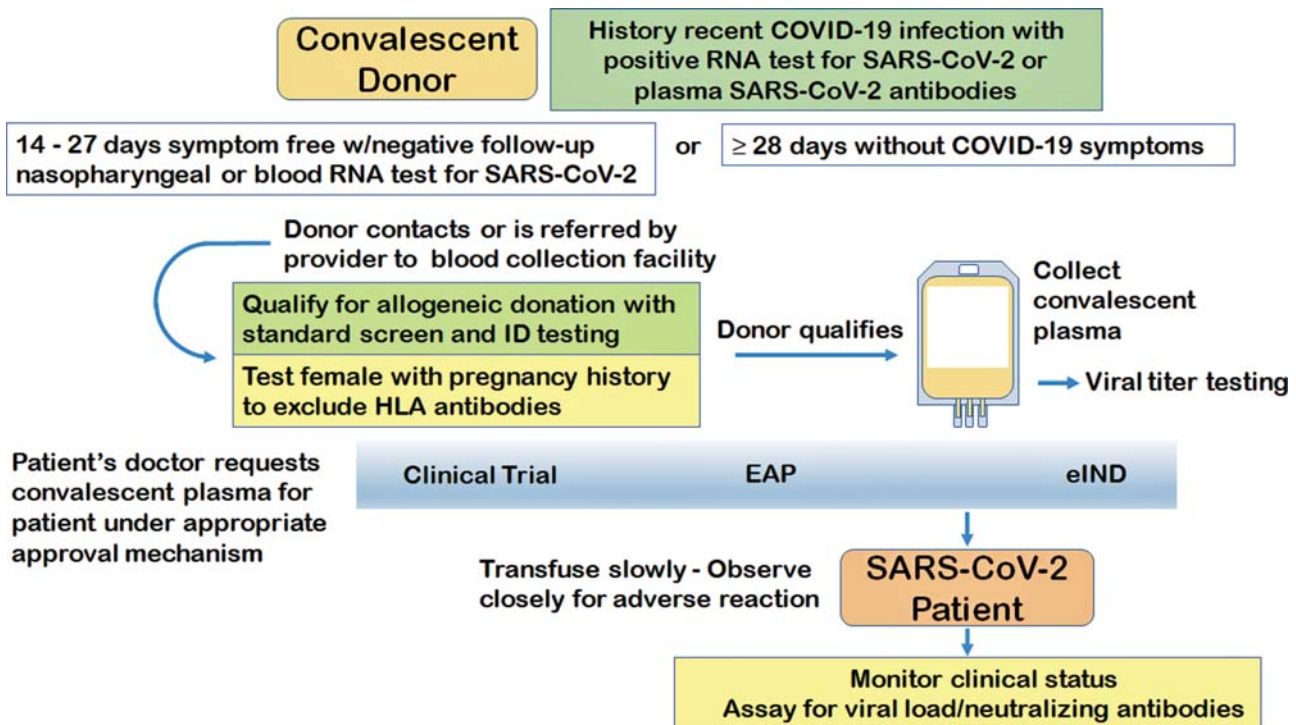 Convalescent
Donor
History recent COVID-19 infection with
positive RNA test for SARS-CoV-2 or
plasma SARS-CoV-2 antibodies
14 - 27 days symptom free w/negative follow-up
nasopharyngeal or blood RNA test for SARS-CoV-2
or
≥ 28 days without COVID-19 symptoms
Donor contacts or is referred by
provider to blood collection facility
Qualify for allogeneic donation with
standard screen and ID testing
Test female with pregnancy history
to exclude HLA antibodies
Donor qualifies
Collect
convalescent
plasma
Viral titer testing
Patient's doctor requests
convalescent plasma for
patient under appropriate
approval mechanism
Clinical Trial
EAP
eIND
Transfuse slowly - Observe
closely for adverse reaction
SARS-CoV-2
Patient
Monitor clinical status
Assay for viral load/neutralizing antibodies